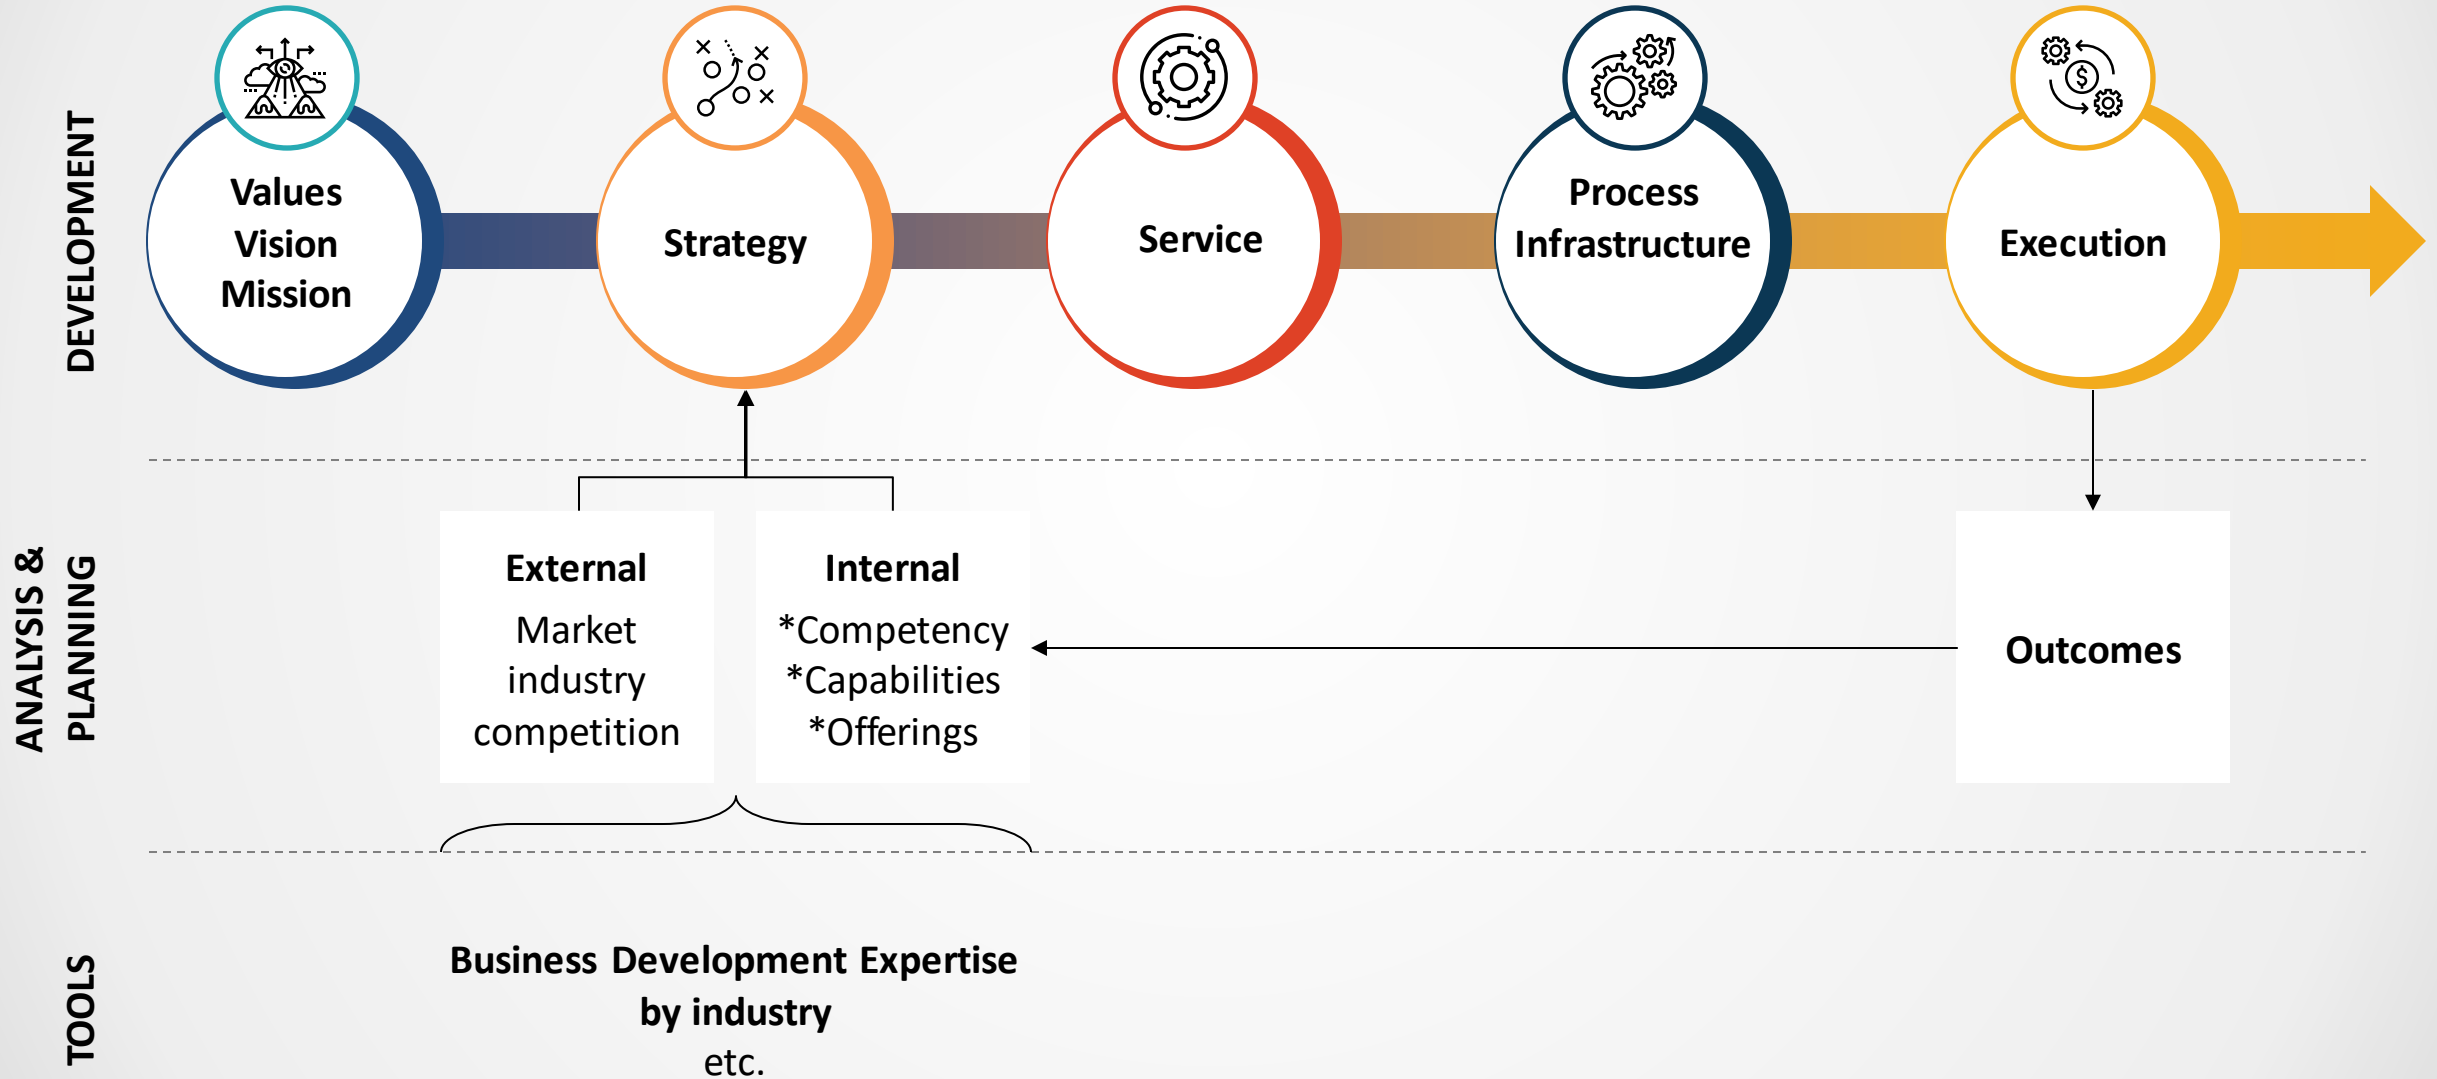 DEVELOPMENT
Values
Vision
Mission
Strategy
Service
Process
Infrastructure
Execution
$
ANALYSIS &
PLANNING
External
Market
industry
competition
Internal
*Competency
*Capabilities
*Offerings
Outcomes
TOOLS
Business Development Expertise
by industry
etc.